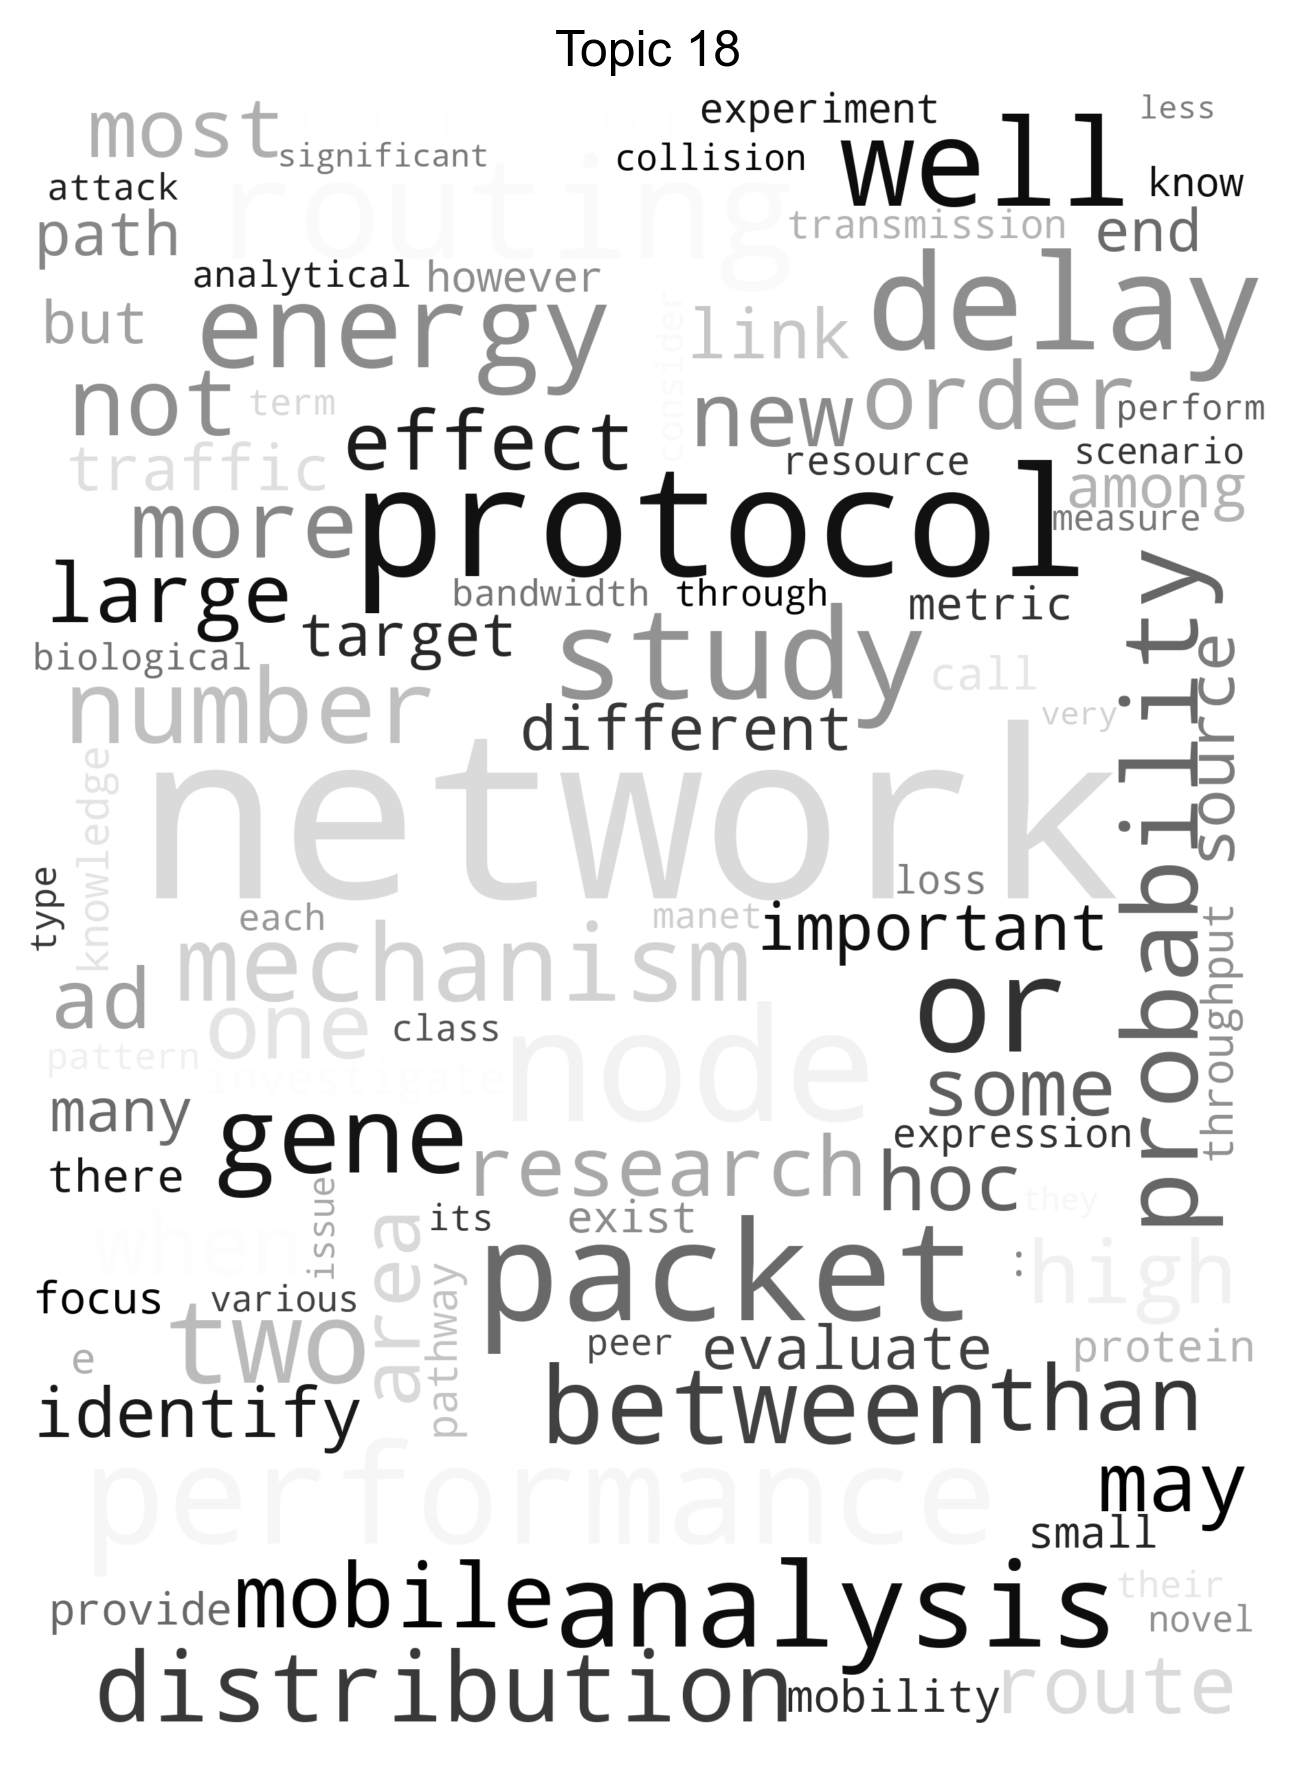 Topic 18
most
experiment
less
significant
collision
well
attack
know
routing
path
transmission
end
analytical
however
delay
but
energy
link
consider
not
term
new
order
perform
effect
traffic
resource
scenario
among
more
protocol
measure
large
bandwidth
through
metric
target
study
probability
biological
call
source
number
different
very
network
knowledge
type
loss
each
manet
important
mechanism
throughput
ad
one
class
node
or
pattern
investigate
some
many
gene
expression
there
research
hoc
they
issue
its
exist
when
area
packet
:
high
focus
various
pathway
two
peer
evaluate
protein
e
identify
between
than
performance
may
small
mobile
analysis
their
provide
novel
distribution
mobility
route